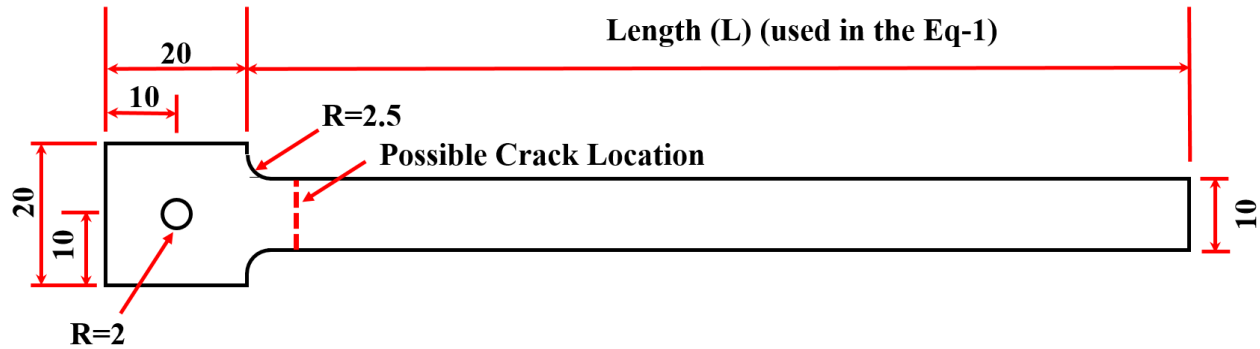 Length (L) (used in the Eq-1)
20
10
R=2.5
Possible Crack Location
20
10
10
R=2